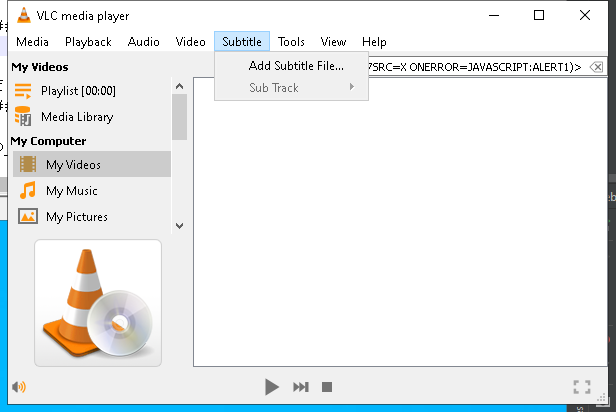 VLC media player
Media Playback Audio Video Subtitle Tools View Help
My Videos
Add Subtitle File...
7SRC=X ONERROR=JAVASCRIPT:ALERT1)>
Playlist [00:00]
Sub Track
Media Library
My Computer
My Videos
My Music
My Pictures